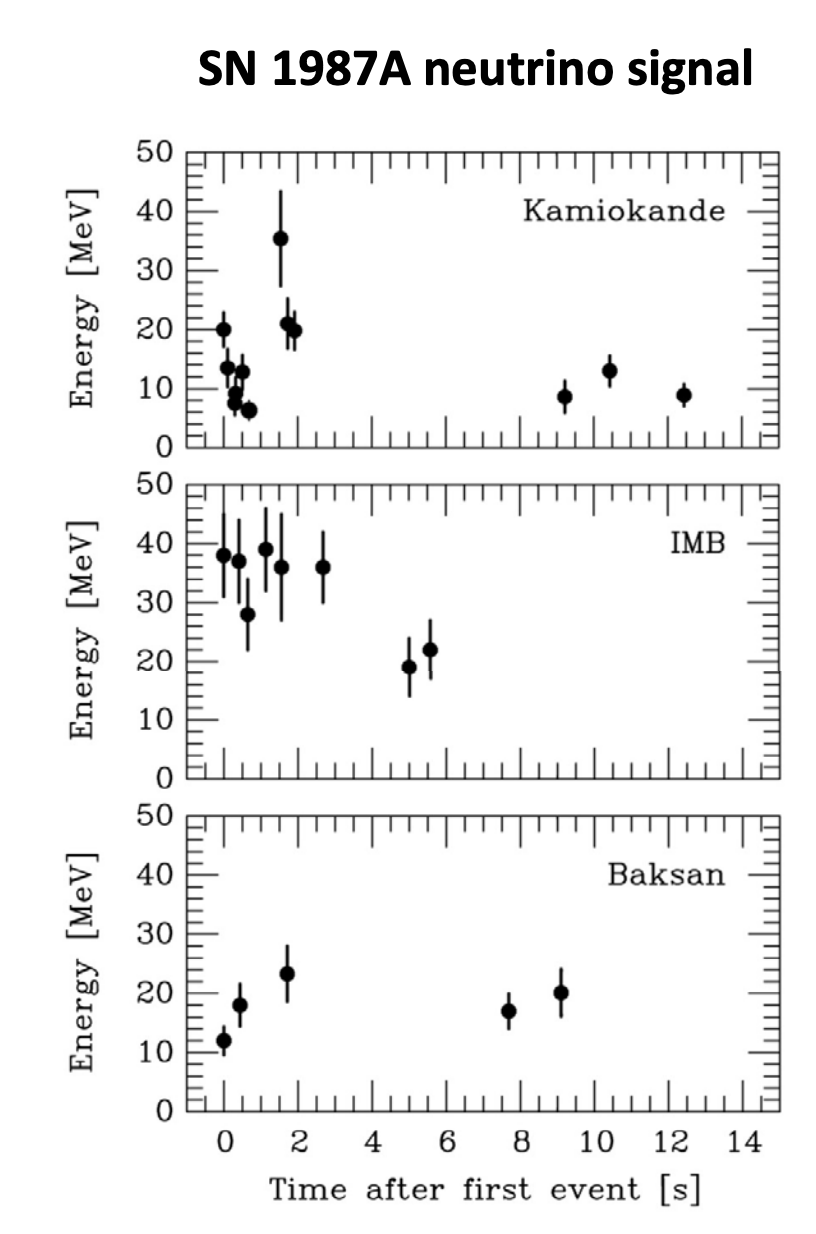 SN 1987A neutrino signal
Energy [MeV]
50
40
30
20
10
0
Kamiokande
Energy [MeV]
50
40
30
20
10
0
IMB
Energy [MeV]
50
40
30
20
10
0
Baksan
0 2 4 6 8 10 12 14
Time after first event [s]